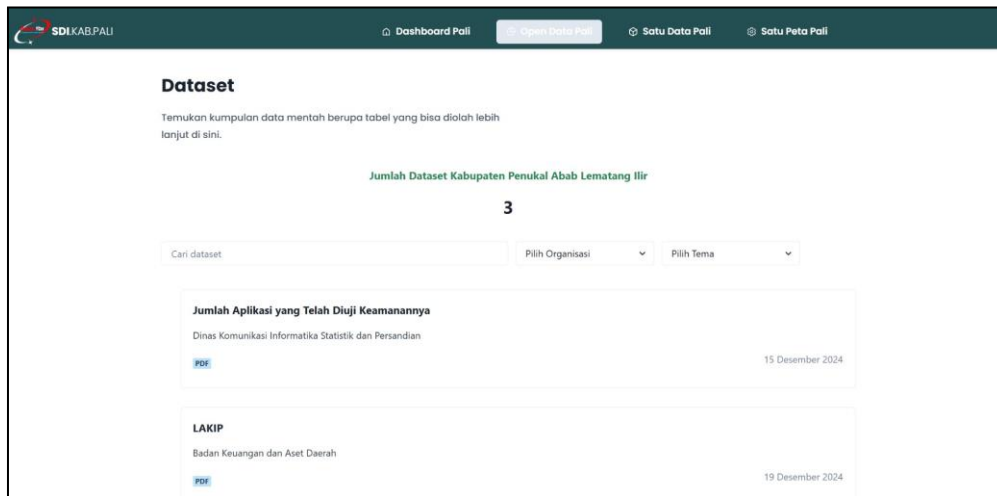 SDI.KAB.PALI
Dashboard Pali
Open Data Pali
Satu Data Pali
Satu Peta Pali
Dataset
Temukan kumpulan data mentah berupa tabel yang bisa diolah lebih
lanjut di sini.
Jumlah Dataset Kabupaten Penukal Abab Lematang Ilir
3
Cari dataset
Pilih Organisasi
Pilih Tema
Jumlah Aplikasi yang Telah Diuji Keamanannya
Dinas Komunikasi Informatika Statistik dan Persandian
PDF
15 Desember 2024
LAKIP
Badan Keuangan dan Aset Daerah
PDF
19 Desember 2024